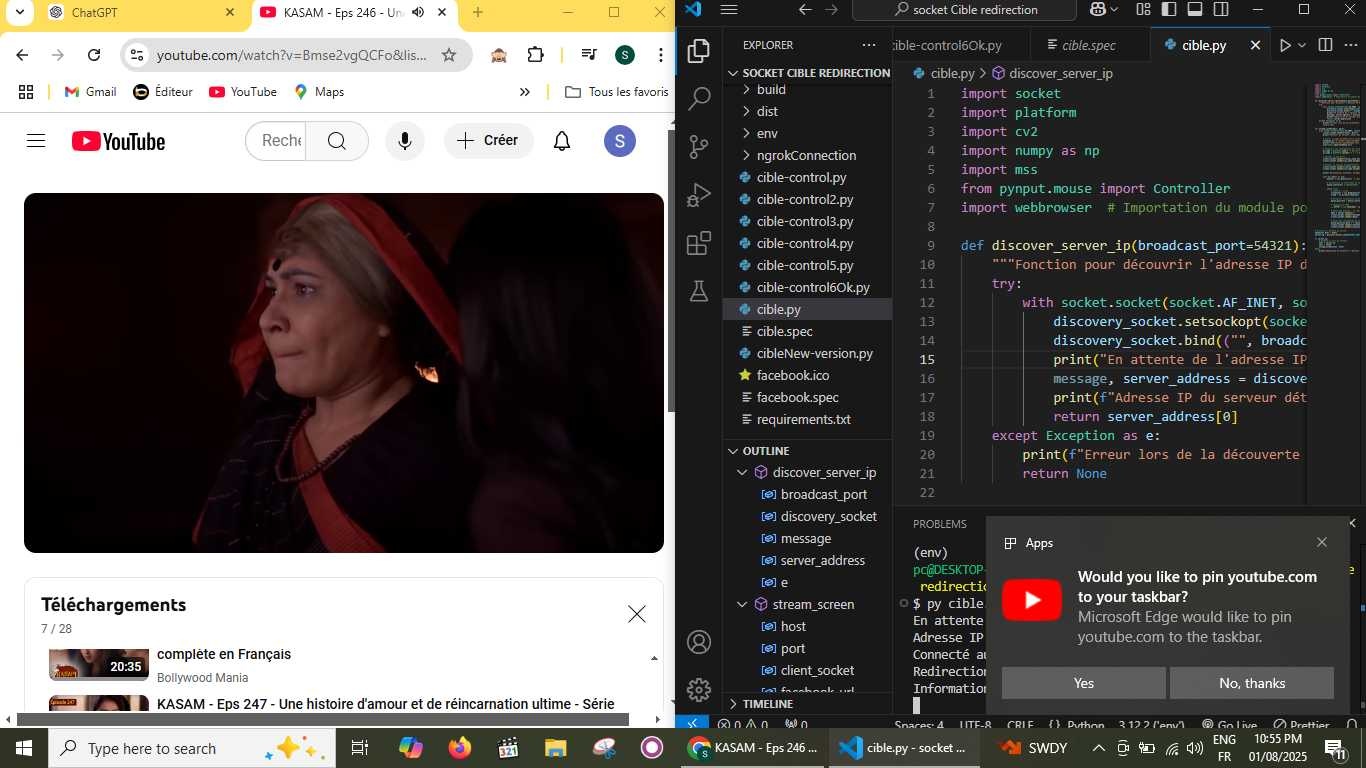 ChatGPT
KASAM - Eps 246 - Un
youtube.com/watch?v=Bmse2vgQCFo&lis...
S
Gmail
Éditeur
YouTube
Maps
Tous les favoris
YouTube
Reche
Créer
S
20:35
complète en Français
Bollywood Mania
Téléchargements
7 / 28
Episode 247
KASAM - Eps 247 - Une histoire d'amour et de réincarnation ultime - Série
socket Cible redirection
EXPLORER
SOCKET CIBLE REDIRECTION
build
dist
env
ngrokConnection
cible-control.py
cible-control2.py
cible-control3.py
cible-control4.py
cible-control5.py
cible-control6Ok.py
cible.py
cible.spec
cibleNew-version.py
facebook.ico
facebook.spec
requirements.txt
OUTLINE
discover_server_ip
broadcast_port
discovery_socket
message
server_address
e
stream_screen
host
port
client_socket
facebook_url
TIMELINE
cible-control6Ok.py
cible.spec
cible.py
cible.py > discover_server_ip
1 import socket
2 import platform
3 import cv2
4 import numpy as np
5 import mss
6 from pynput.mouse import Controller
7 import webbrowser # Importation du module po
8
9 def discover_server_ip(broadcast_port=54321):
10 """Fonction pour découvrir l'adresse IP d
11 try:
12 with socket.socket(socket.AF_INET, so
13 discovery_socket.setsockopt(socke
14 discovery_socket.bind(("", broadc
15 print("En attente de l'adresse IP
16 message, server_address = discove
17 print(f"Adresse IP du serveur dét
18 return server_address[0]
19 except Exception as e:
20 print(f"Erreur lors de la découverte
21 return None
22
PROBLEMS
(env)
pc@DESKTOP-
e
redirectio
$ py cible.
En attente
Adresse IP
Connecté au
Redirection
Information
Apps
Would you like to pin youtube.com
to your taskbar?
Microsoft Edge would like to pin
youtube.com to the taskbar.
Yes
No, thanks
0 0 0
Spaces: 4 UTF-8 CRLF {} Python 3.12.2 ('env') Go Live Prettier
Type here to search
KASAM - Eps 246 ...
cible.py - socket ...
SWDY
ENG
FR
10:55 PM
01/08/2025
11